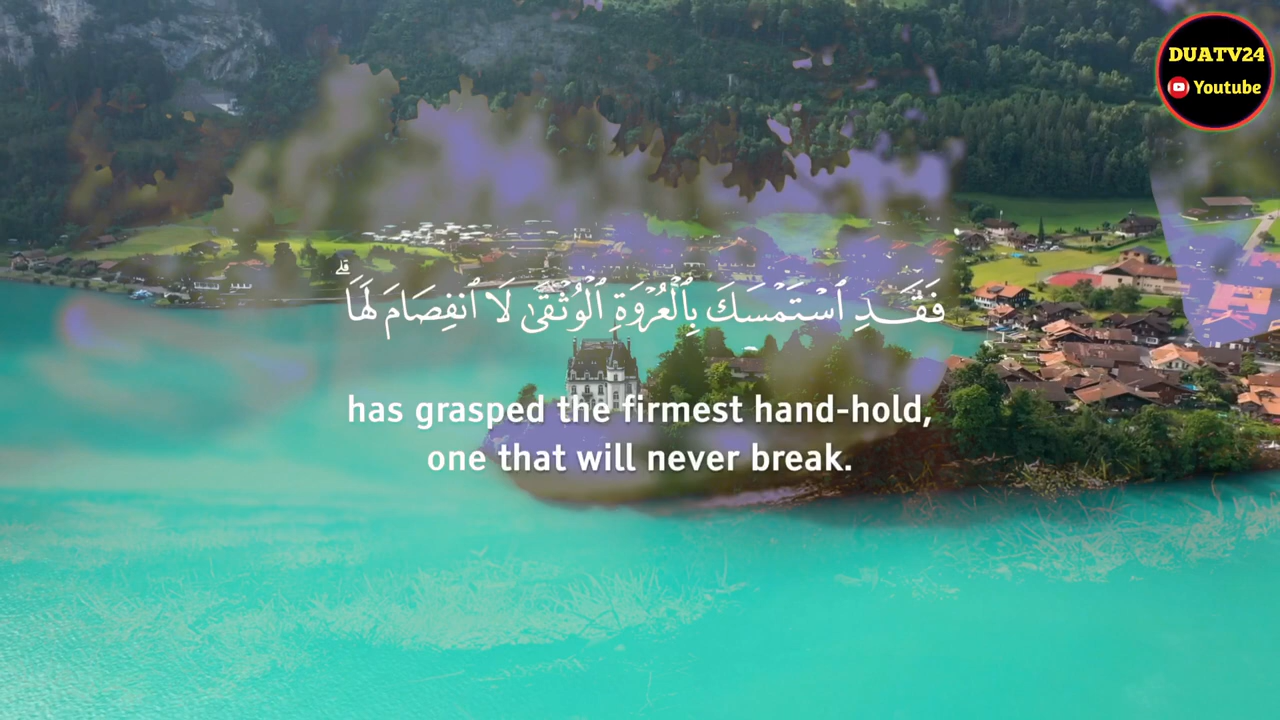 DUATV24
Youtube
فَقَدِ ٱسْتَمْسَكَ بِٱلْعُرْوَةِ ٱلْوُثْقَىٰ لَا ٱنفِصَامَ لَهَا ۗ
has grasped the firmest hand-hold,
one that will never break.